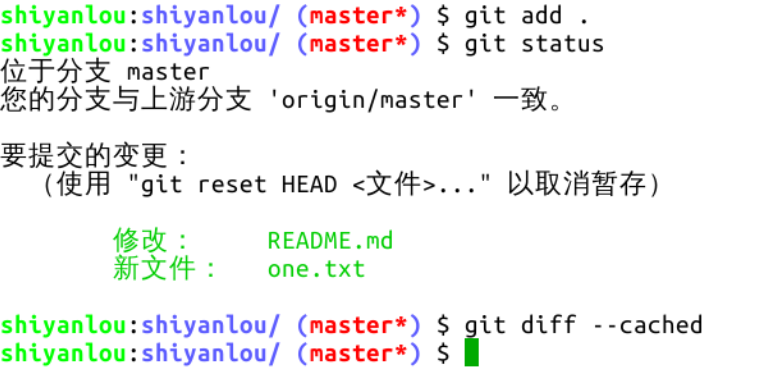 shiyanlou:shiyanlou/ (master*) $ git add .
shiyanlou:shiyanlou/ (master*) $ git status
位于分支 master
您的分支与上游分支 'origin/master' 一致。
要提交的变更：
（使用 "git reset HEAD <文件>..." 以取消暂存）
修改： README.md
新文件： one.txt
shiyanlou:shiyanlou/ (master*) $ git diff --cached
shiyanlou:shiyanlou/ (master*) $